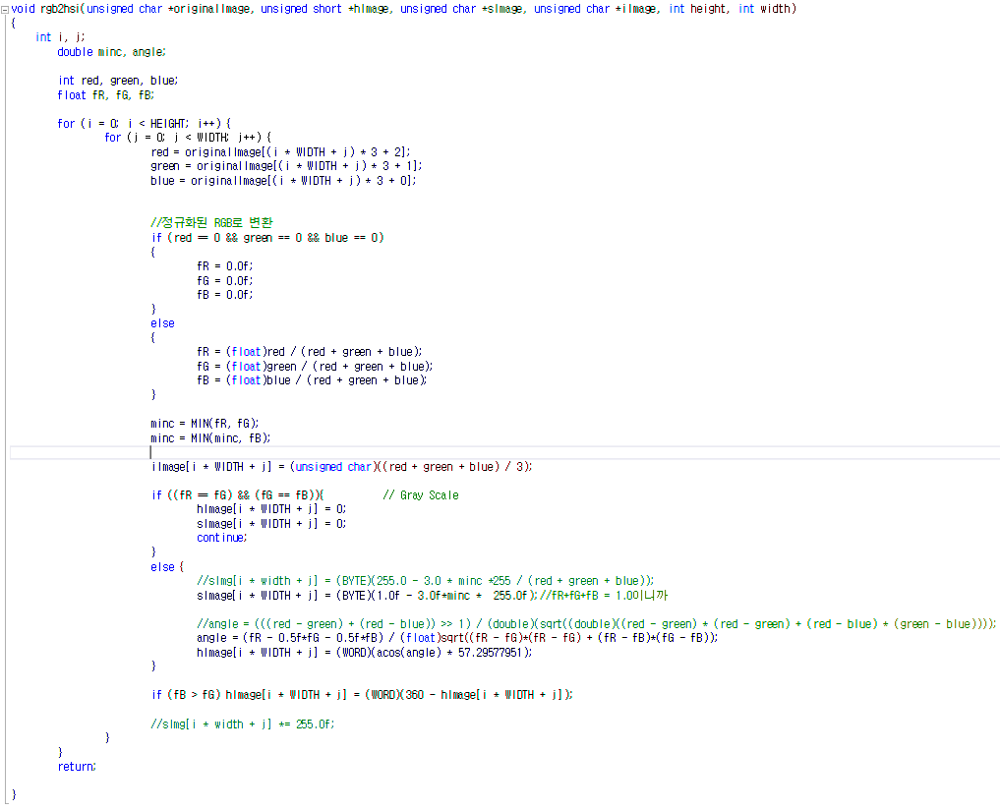 void rgb2hsi(unsigned char *originalImage, unsigned short *hImage, unsigned char *sImage, unsigned char *iImage, int height, int width)
{
int i, j;
double minc, angle;
int red, green, blue;
float fR, fG, fB;
for (i = 0; i < HEIGHT; i++) {
for (j = 0; j < WIDTH; j++) {
red = originalImage[(i * WIDTH + j) * 3 + 2];
green = originalImage[(i * WIDTH + j) * 3 + 1];
blue = originalImage[(i * WIDTH + j) * 3 + 0];
//정규화된 RGB로 변환
if (red == 0 && green == 0 && blue == 0)
{
fR = 0.0f;
fG = 0.0f;
fB = 0.0f;
}
else
{
fR = (float)red / (red + green + blue);
fG = (float)green / (red + green + blue);
fB = (float)blue / (red + green + blue);
}
minc = MIN(fR, fG);
minc = MIN(minc, fB);
iImage[i * WIDTH + j] = (unsigned char)((red + green + blue) / 3);
if ((fR == fG) && (fG == fB)){ // Gray Scale
hImage[i * WIDTH + j] = 0;
sImage[i * WIDTH + j] = 0;
continue;
}
else {
//sImg[i * width + j] = (BYTE)(255.0 - 3.0 * minc *255 / (red + green + blue));
sImage[i * WIDTH + j] = (BYTE)(1.0f - 3.0f*minc * 255.0f);//fR+fG+fB = 1.0이니까
//angle = (((red - green) + (red - blue)) >> 1) / (double)(sqrt((double)((red - green) * (red - green) + (red - blue) * (green - blue))));
angle = (fR - 0.5f*fG - 0.5f*fB) / (float)sqrt((fR - fG)*(fR - fG) + (fR - fB)*(fG - fB));
hImage[i * WIDTH + j] = (WORD)(acos(angle) * 57.29577951);
}
if (fB > fG) hImage[i * WIDTH + j] = (WORD)(360 - hImage[i * WIDTH + j]);
//sImg[i * width + j] *= 255.0f;
}
}
return;
}